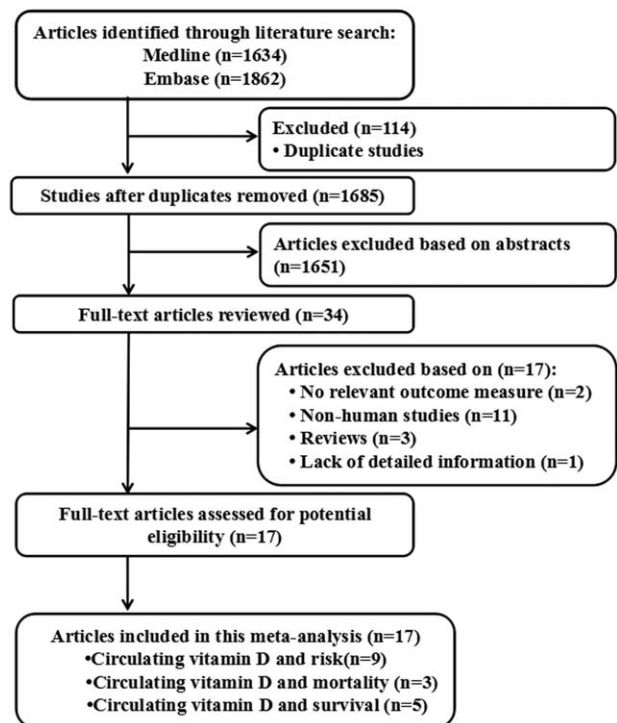 Articles identified through literature search:
Medline (n=1634)
Embase (n=1862)
Excluded (n=114)
• Duplicate studies
Studies after duplicates removed (n=1685)
Articles excluded based on abstracts
(n=1651)
Full-text articles reviewed (n=34)
Articles excluded based on (n=17):
• No relevant outcome measure (n=2)
• Non-human studies (n=11)
• Reviews (n=3)
• Lack of detailed information (n=1)
Full-text articles assessed for potential
eligibility (n=17)
Articles included in this meta-analysis (n=17)
•Circulating vitamin D and risk(n=9)
•Circulating vitamin D and mortality (n=3)
•Circulating vitamin D and survival (n=5)